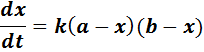 dx/dt = k(a − x)(b − x)